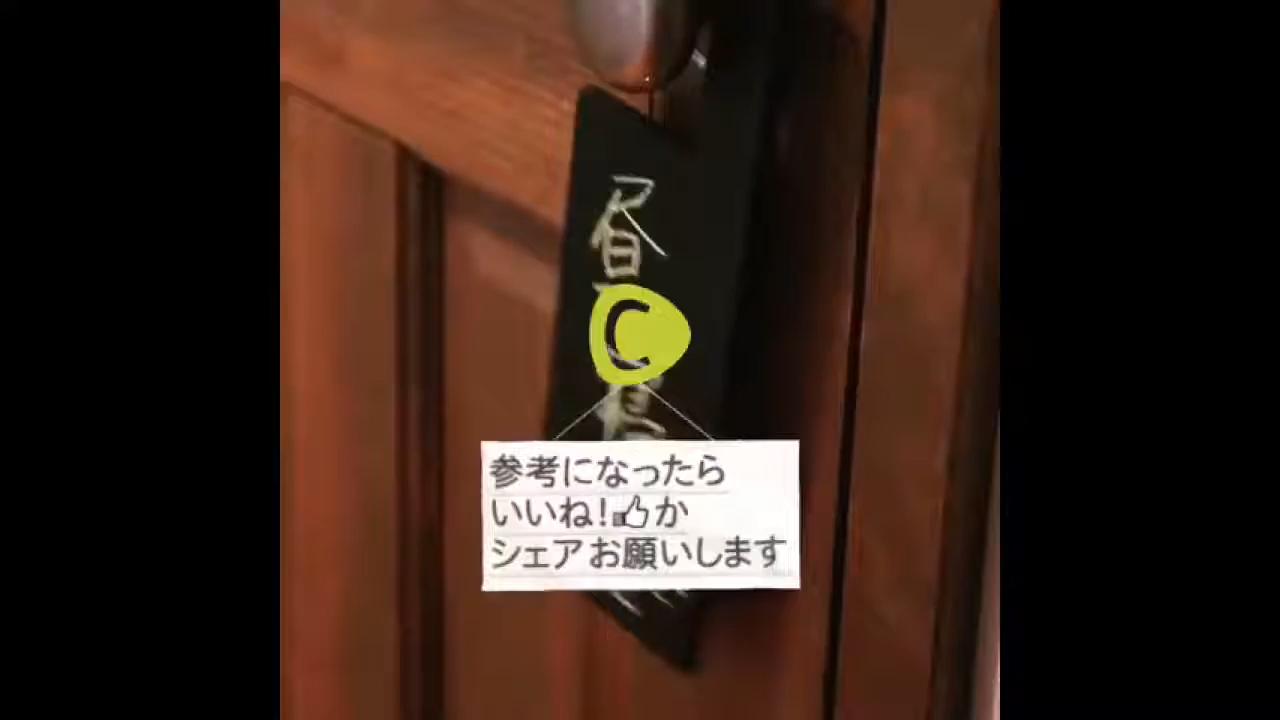 昼
C
参考になったら
いいね!👍か
シェアお願いします